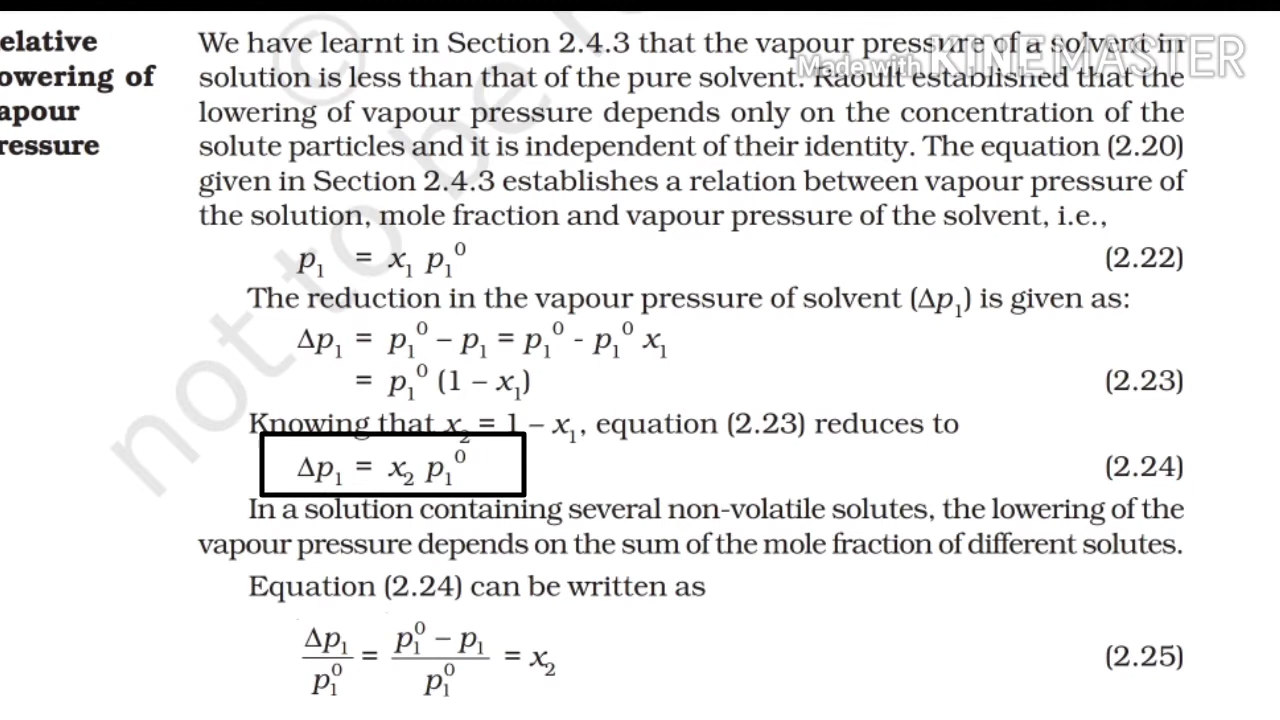 elative
owering of
apour
ressure
Made with KINEMASTER
We have learnt in Section 2.4.3 that the vapour pressure of a solvent in
solution is less than that of the pure solvent. Raoult established that the
lowering of vapour pressure depends only on the concentration of the
solute particles and it is independent of their identity. The equation (2.20)
given in Section 2.4.3 establishes a relation between vapour pressure of
the solution, mole fraction and vapour pressure of the solvent, i.e.,
p₁ = x₁ p₁⁰ (2.22)
The reduction in the vapour pressure of solvent (Δp₁) is given as:
Δp₁ = p₁⁰ – p₁ = p₁⁰ - p₁⁰ x₁
= p₁⁰ (1 – x₁) (2.23)
Knowing that x₂ = 1 – x₁, equation (2.23) reduces to
Δp₁ = x₂ p₁⁰ (2.24)
In a solution containing several non-volatile solutes, the lowering of the
vapour pressure depends on the sum of the mole fraction of different solutes.
Equation (2.24) can be written as
Δp₁/p₁⁰ = (p₁⁰ – p₁)/p₁⁰ = x₂ (2.25)
©
not to be